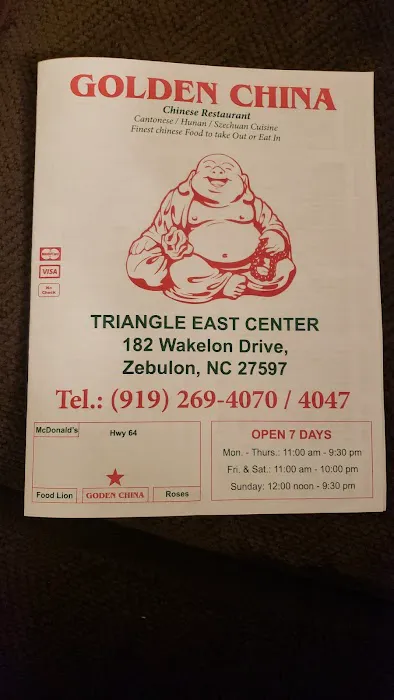 GOLDEN CHINA
Chinese Restaurant
Cantonese / Hunan / Szechuan Cuisine
Finest chinese Food to take Out or Eat In
VISA
No
Check
TRIANGLE EAST CENTER
182 Wakelon Drive,
Zebulon, NC 27597
Tel.: (919) 269-4070 / 4047
McDonald's
Hwy 64
Food Lion
GODEN CHINA
Roses
OPEN 7 DAYS
Mon. - Thurs.: 11:00 am - 9:30 pm
Fri. & Sat.: 11:00 am - 10:00 pm
Sunday: 12:00 noon - 9:30 pm